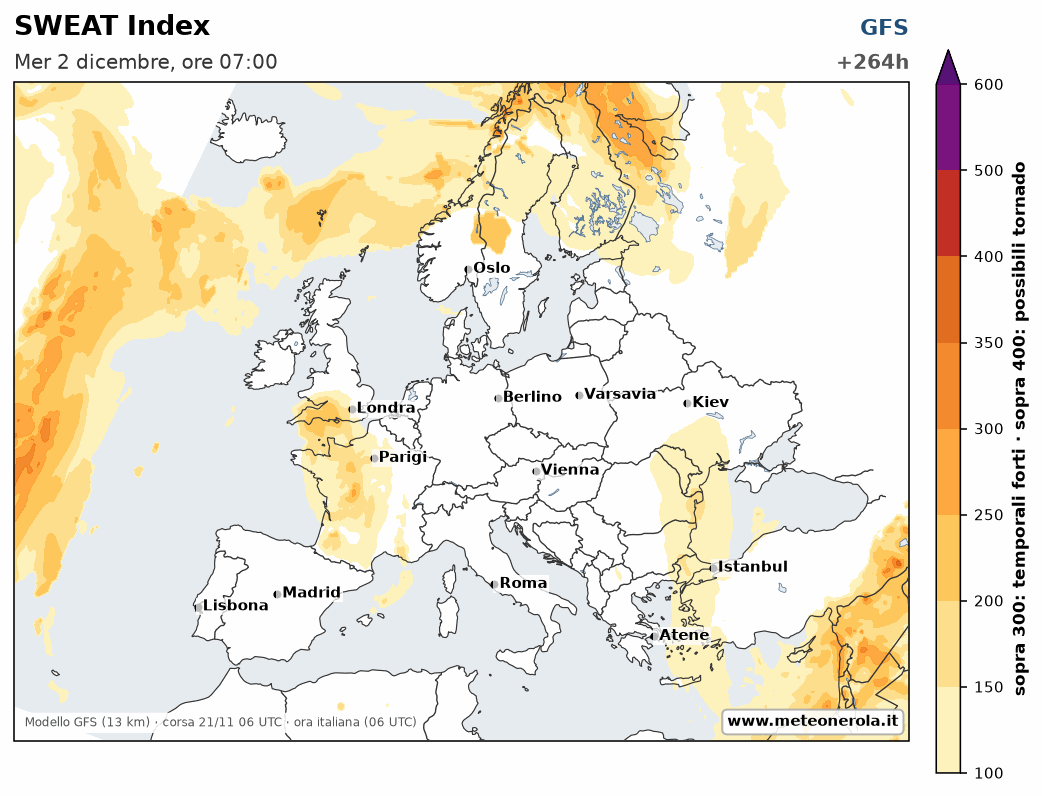 SWEAT Index
GFS
Mer 2 dicembre, ore 07:00
+264h
600
500
400
350
300
250
200
150
100
sopra 300: temporali forti · sopra 400: possibili tornado
Oslo
Berlino
Varsavia
Londra
Kiev
Parigi
Vienna
Istanbul
Roma
Madrid
Lisbona
Atene
Modello GFS (13 km) · corsa 21/11 06 UTC · ora italiana (06 UTC)
www.meteonerola.it